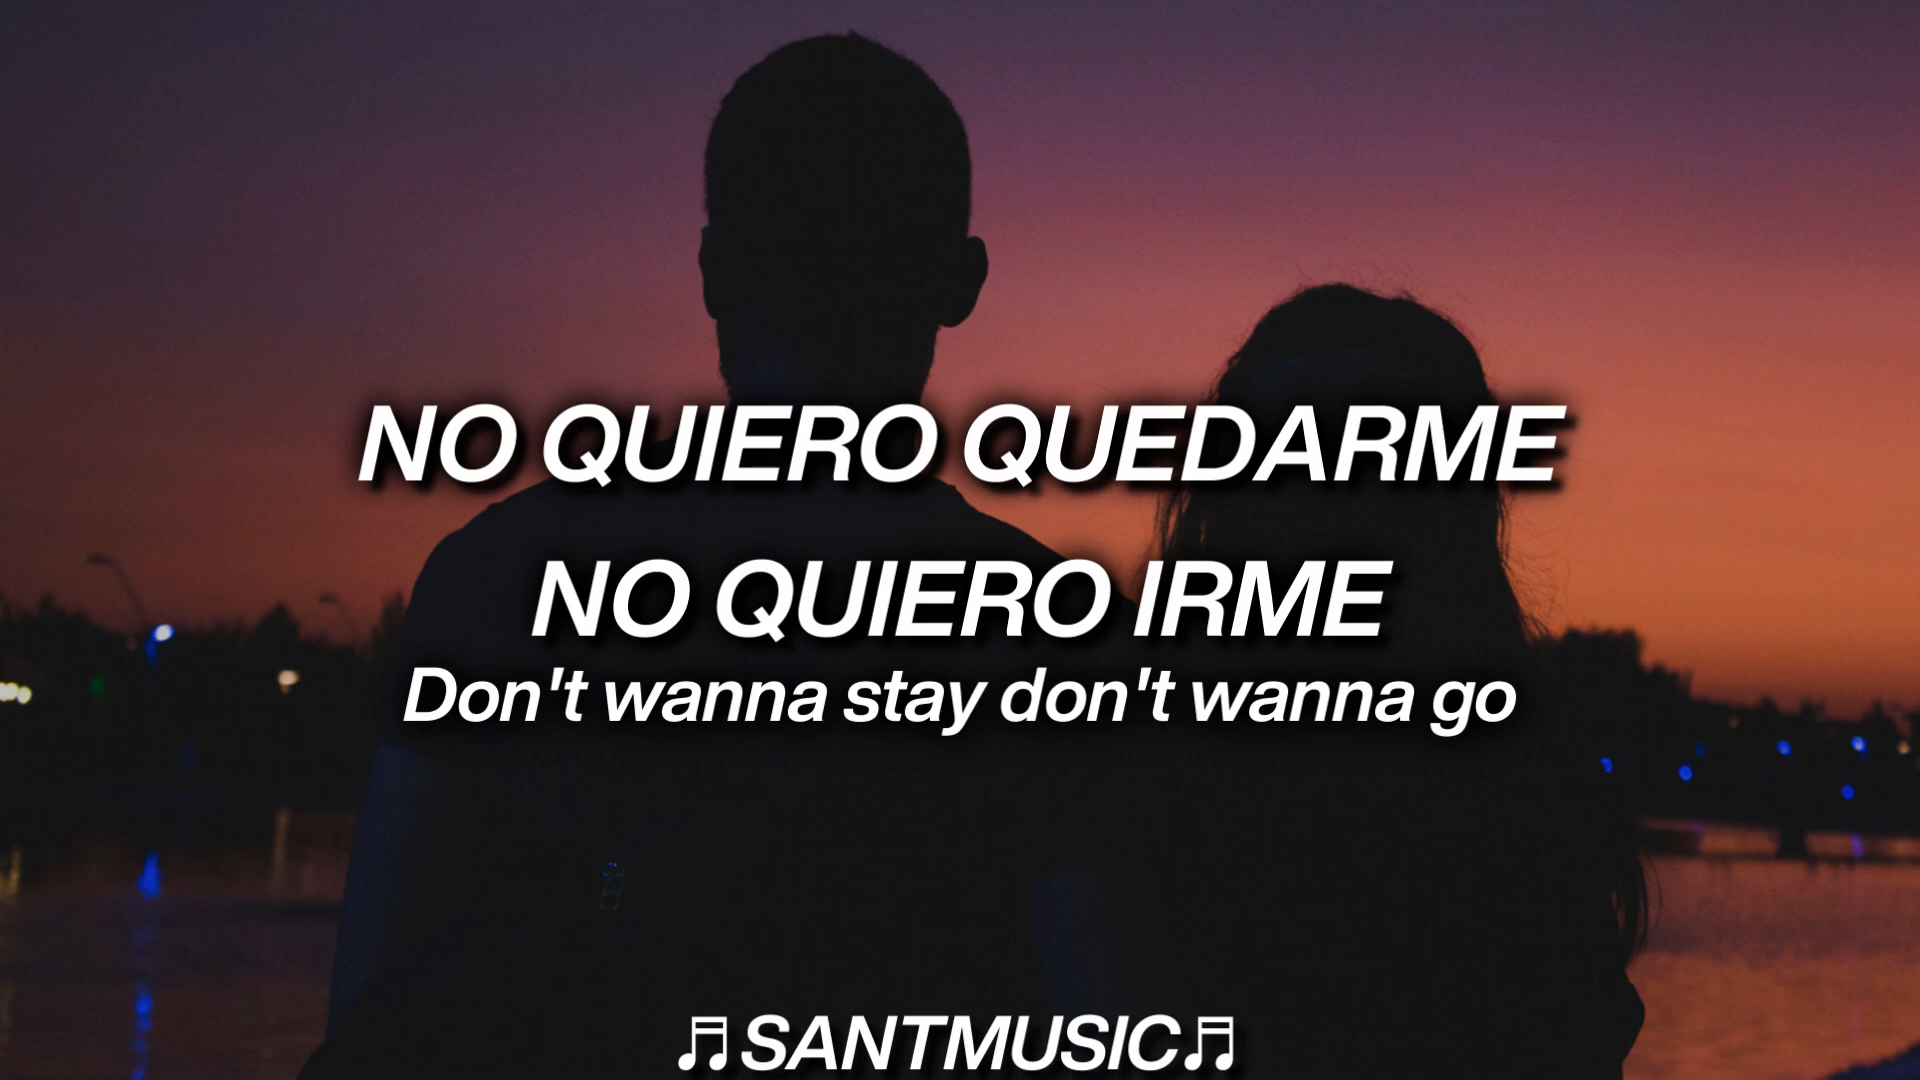 NO QUIERO QUEDARME
NO QUIERO IRME
Don't wanna stay don't wanna go
♬SANTMUSIC♬